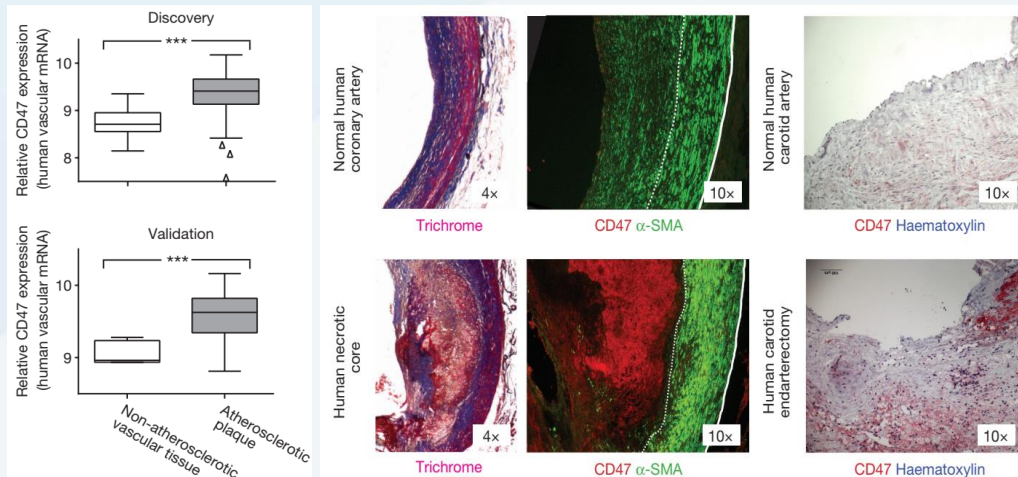 Discovery
Relative CD47 expression
(human vascular mRNA)
***
10
9
8
Validation
Relative CD47 expression
(human vascular mRNA)
***
10
9
Non-atherosclerotic
vascular tissue
Atherosclerotic
plaque
Normal human
coronary artery
4×
Trichrome
10×
CD47 α-SMA
Normal human
carotid artery
10×
CD47 Haematoxylin
Human necrotic
core
4×
Trichrome
10×
CD47 α-SMA
Human carotid
endarterectomy
10×
CD47 Haematoxylin